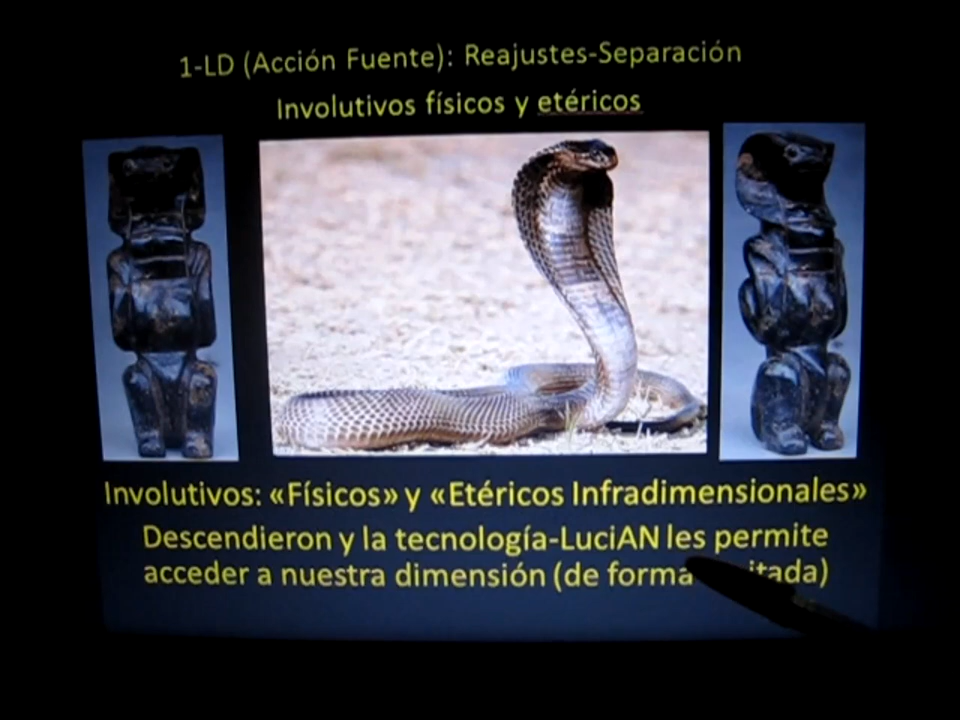 1-LD (Acción Fuente): Reajustes-Separación
Involutivos físicos y etéricos
Involutivos: «Físicos» y «Etéricos Infradimensionales»
Descendieron y la tecnología-LuciAN les permite
acceder a nuestra dimensión (de forma